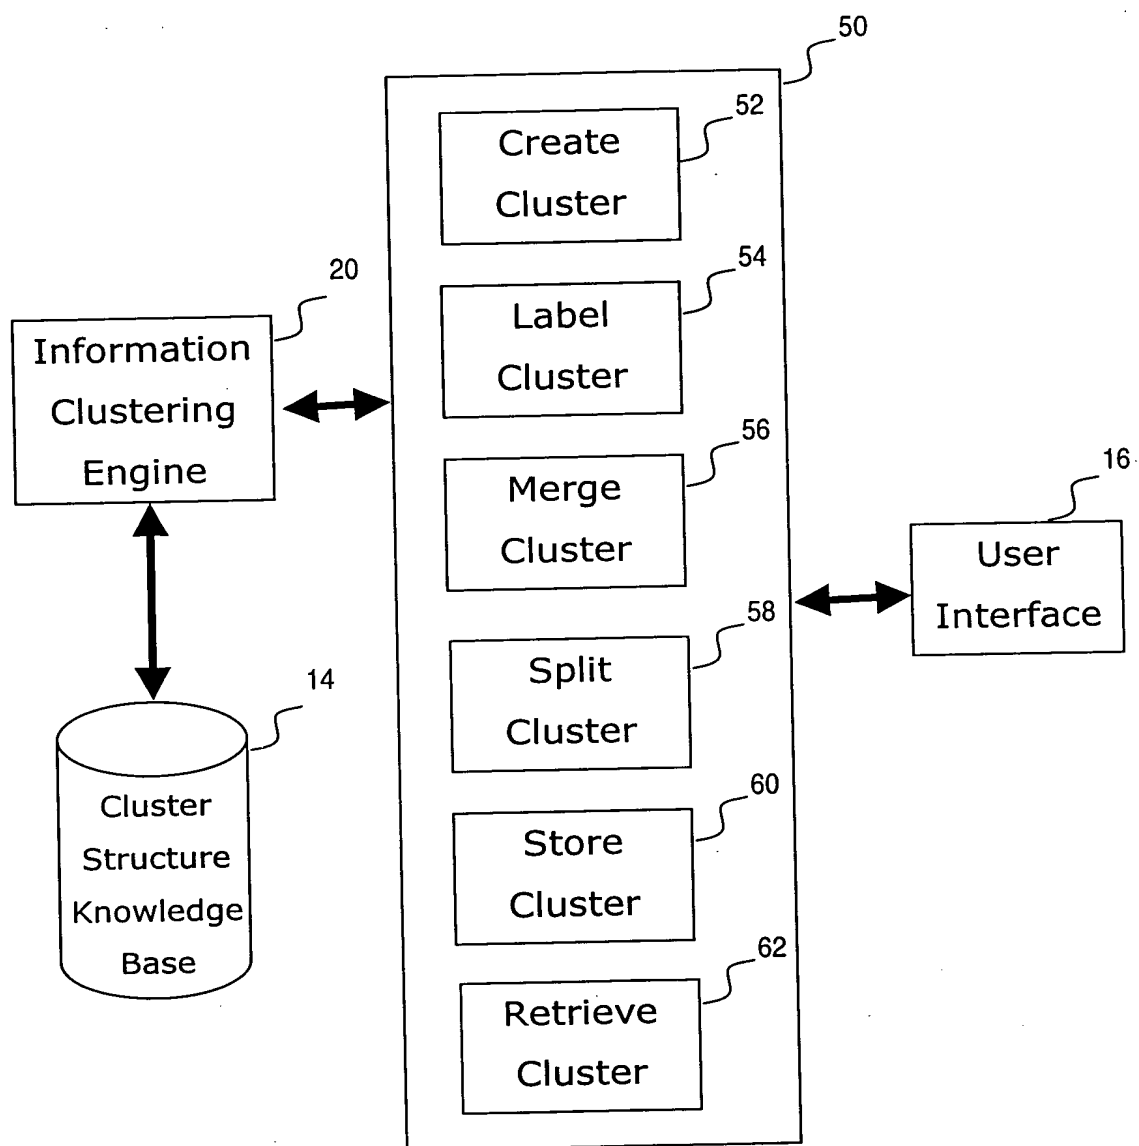 50
52
Create
Cluster
54
Label
Cluster
20
Information
Clustering
Engine
56
Merge
Cluster
16
User
Interface
58
Split
Cluster
14
Cluster
Structure
Knowledge
Base
60
Store
Cluster
62
Retrieve
Cluster